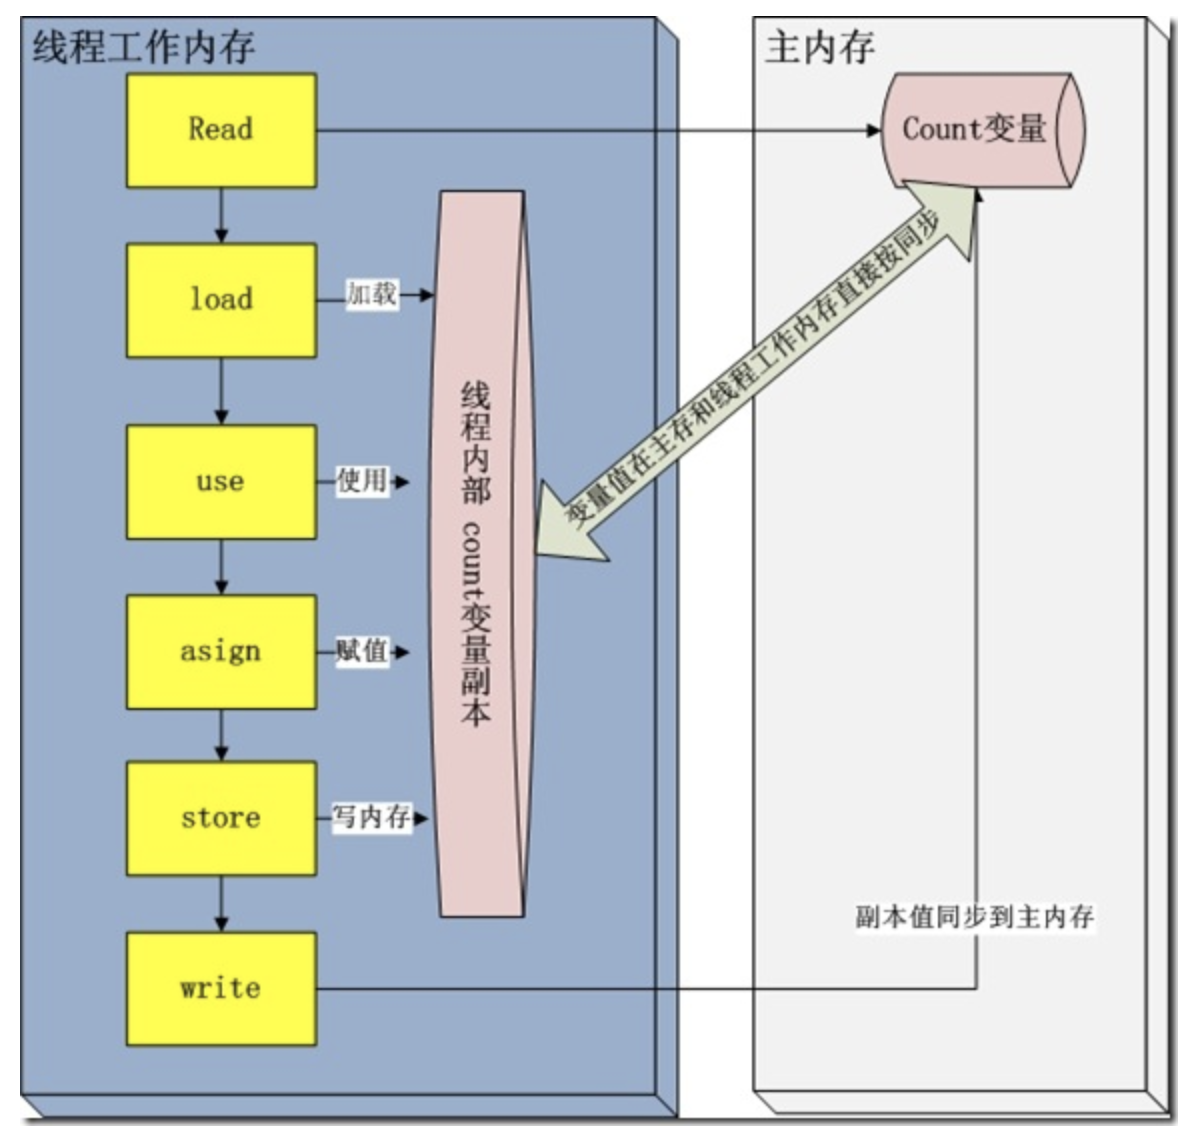 线程工作内存
主内存
Read
Count变量
load
加载
use
使用
asign
赋值
store
写内存
write
线程内部 count变量副本
变量值在主存和线程工作内存直接按同步
副本值同步到主内存